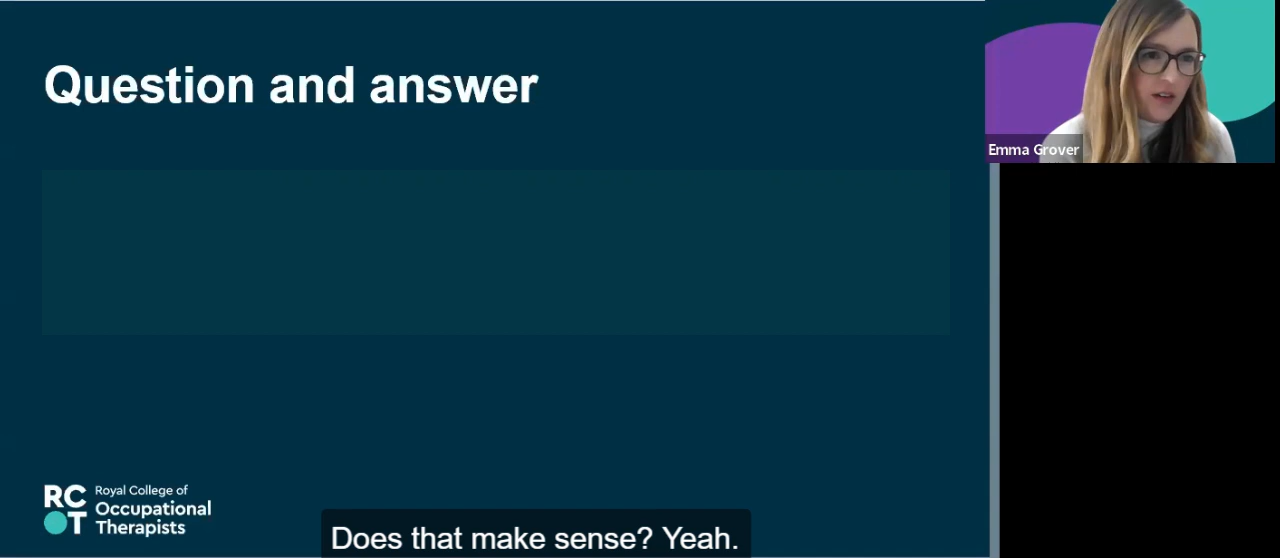 Question and answer
Emma Grover
RC
OT
Royal College of
Occupational
Therapists
Does that make sense? Yeah.